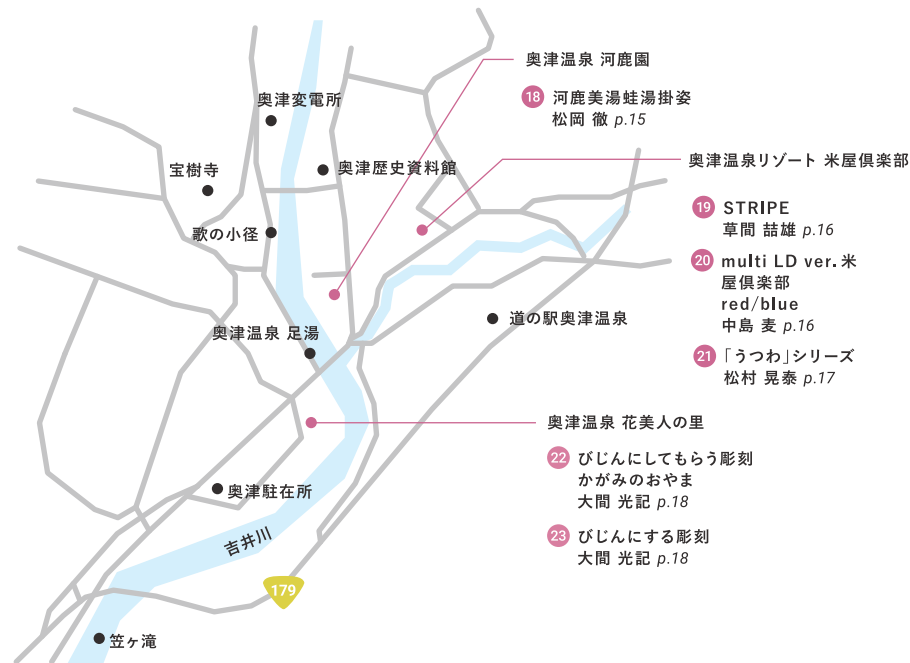 奥津温泉 河鹿園
18 河鹿美湯蛙湯掛姿
松岡 徹 p.15
奥津変電所
奥津歴史資料館
宝樹寺
歌の小径
奥津温泉リゾート 米屋倶楽部
19 STRIPE
草間 喆雄 p.16
20 multi LD ver. 米
屋倶楽部
red/blue
中島 麦 p.16
21 「うつわ」シリーズ
松村 晃泰 p.17
道の駅奥津温泉
奥津温泉 足湯
奥津温泉 花美人の里
22 びじんにしてもらう彫刻
かがみのおやま
大間 光記 p.18
23 びじんにする彫刻
大間 光記 p.18
奥津駐在所
吉井川
179
笠ヶ滝